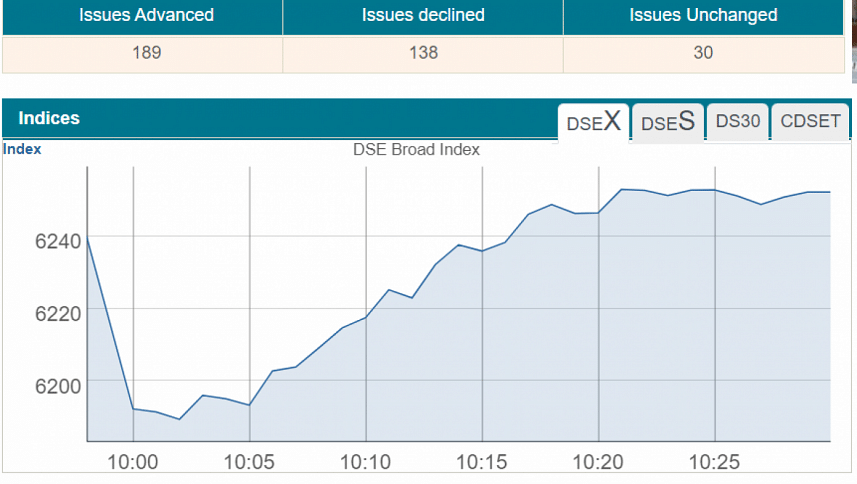 Issues Advanced Issues declined Issues Unchanged
189 138 30
Indices DSEX DSES DS30 CDSET
Index DSE Broad Index
6240
6220
6200
10:00 10:05 10:10 10:15 10:20 10:25